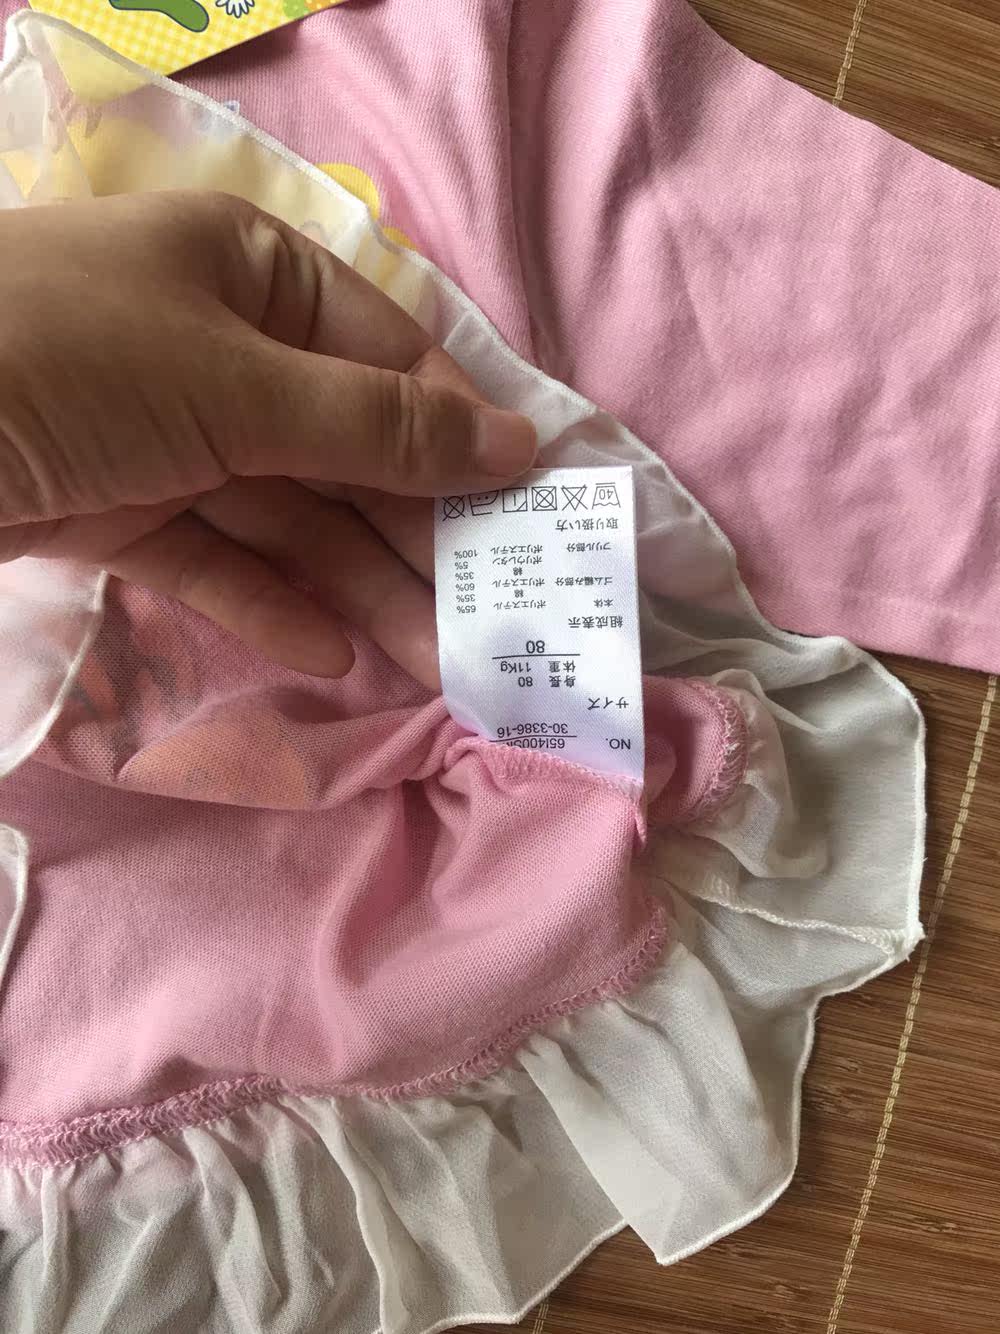 NO.
30-3386-16
サイズ
身長 80
体重 11Kg
80
組成表示
本体 ポリエステル 65%
綿 35%
ゴム編み部分 ポリエステル 60%
綿 35%
ポリウレタン 5%
フリル部分 ポリエステル 100%
取り扱い方
40